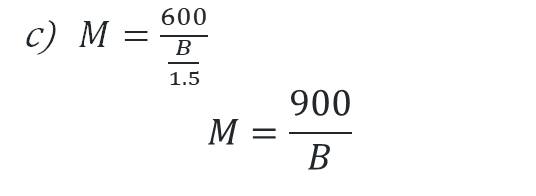 c) M = 600 / (B / 1.5)
M = 900 / B